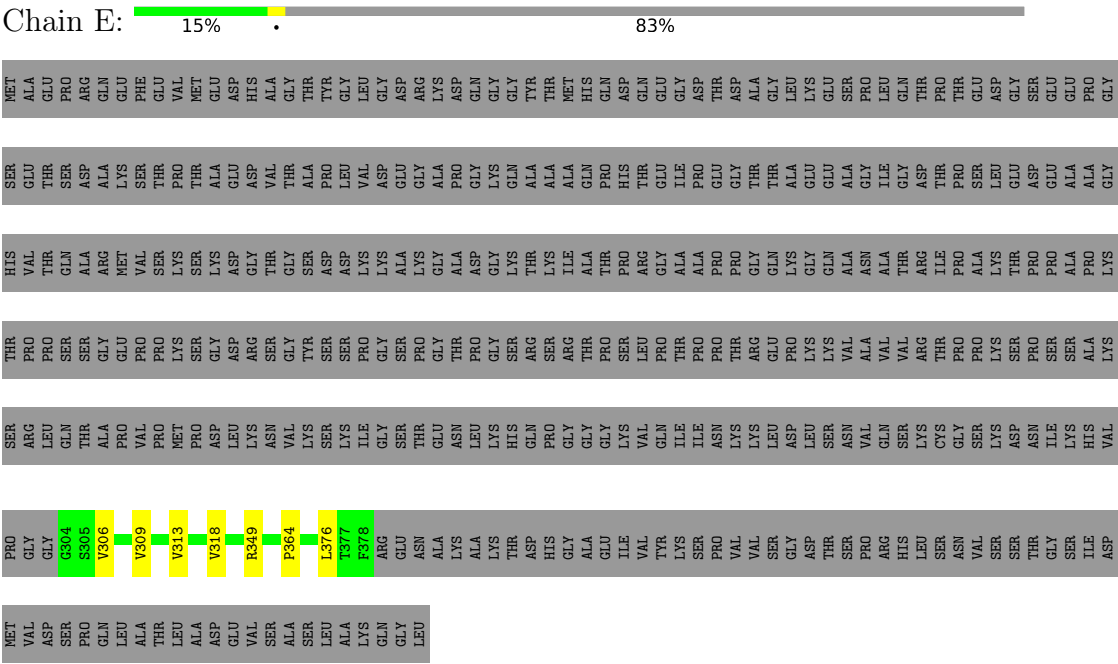 Chain E: 15% • 83%
MET ALA GLU PRO ARG GLN GLU PHE GLU VAL MET GLU ASP HIS ALA GLY THR TYR GLY LEU GLY ASP ARG LYS ASP GLN GLY GLY TYR THR MET HIS GLN ASP GLN GLU GLY ASP THR ASP ALA GLY LEU LYS GLU SER PRO LEU GLN THR PRO THR GLU ASP GLY SER GLU GLU PRO GLY
SER GLU THR SER ASP ALA LYS SER THR PRO THR ALA GLU ASP VAL THR ALA PRO LEU VAL ASP GLU GLY ALA PRO GLY LYS GLN ALA ALA ALA GLN PRO HIS THR GLU ILE PRO GLU GLY THR THR ALA GLU GLU ALA GLY ILE GLY ASP THR PRO SER LEU GLU ASP GLU ALA ALA GLY
HIS VAL THR GLN ALA ARG MET VAL SER LYS SER LYS ASP GLY THR GLY SER ASP ASP LYS LYS ALA LYS GLY ALA ASP GLY LYS THR LYS ILE ALA THR PRO ARG GLY ALA ALA PRO PRO GLY GLN LYS GLY GLN ALA ASN ALA THR ARG ILE PRO ALA LYS THR PRO PRO ALA PRO LYS
THR PRO PRO SER SER GLY GLU PRO PRO LYS SER GLY ASP ARG SER GLY TYR SER SER PRO GLY SER PRO GLY THR PRO GLY SER ARG SER ARG THR PRO SER LEU PRO THR PRO PRO THR ARG GLU PRO LYS LYS VAL ALA VAL VAL ARG THR PRO PRO LYS SER PRO SER SER ALA LYS
SER ARG LEU GLN THR ALA PRO VAL PRO MET PRO ASP LEU LYS ASN VAL LYS SER LYS ILE GLY SER THR GLU ASN LEU LYS HIS GLN PRO GLY GLY GLY LYS VAL GLN ILE ILE ASN LYS LYS LEU ASP LEU SER ASN VAL GLN SER LYS CYS GLY SER LYS ASP ASN ILE LYS HIS VAL
PRO GLY GLY G304 S305 V306 V309 V313 V318 R349 P364 L376 T377 F378 ARG GLU ASN ALA LYS ALA LYS THR ASP HIS GLY ALA GLU ILE VAL TYR LYS SER PRO VAL VAL SER GLY ASP THR SER PRO ARG HIS LEU SER ASN VAL SER SER THR GLY SER ILE ASP
MET VAL ASP SER PRO GLN LEU ALA THR LEU ALA ASP GLU VAL SER ALA SER LEU ALA LYS GLN GLY LEU